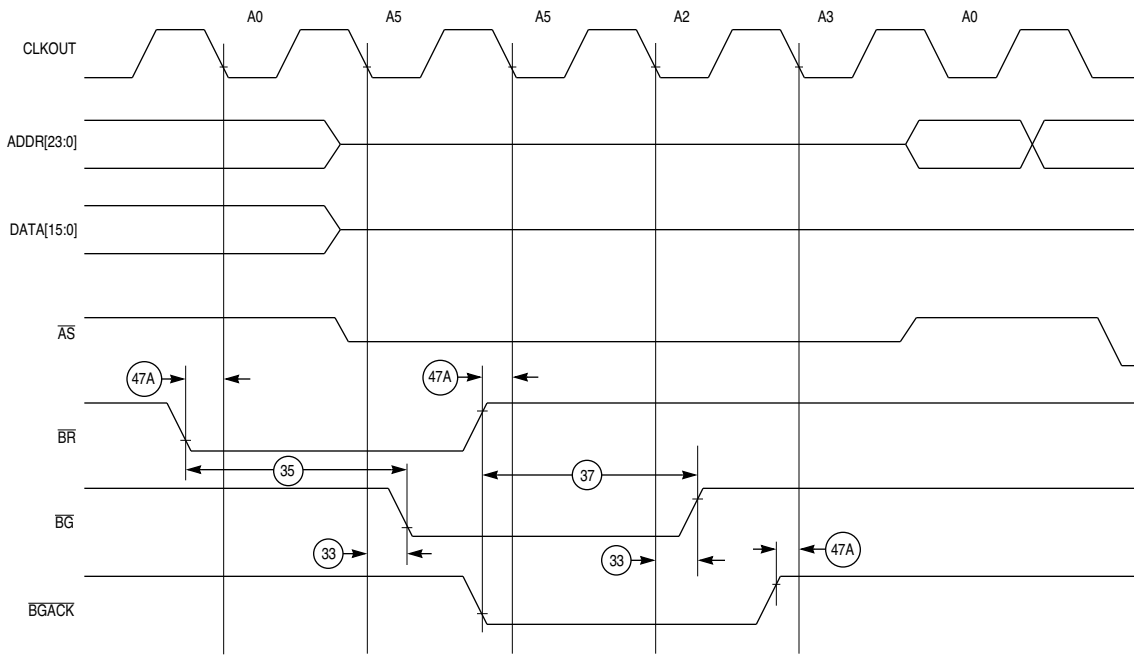 A0 A5 A5 A2 A3 A0
CLKOUT
ADDR[23:0]
DATA[15:0]
AS
47A 47A
BR
35 37
BG
33 33 47A
BGACK